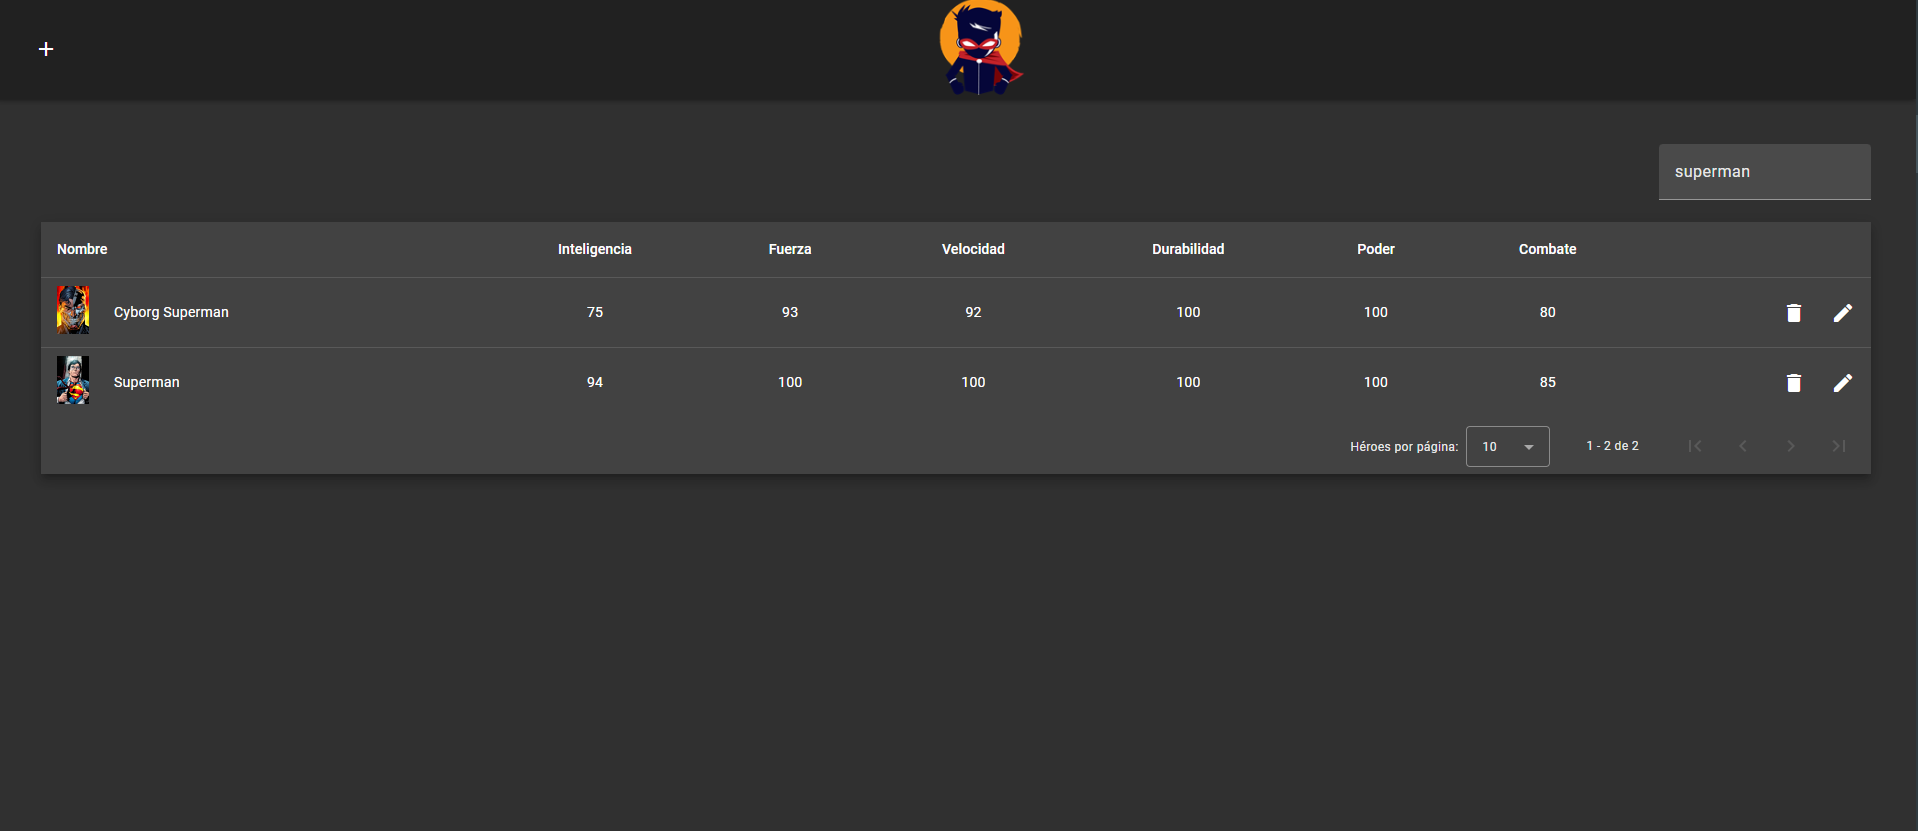 superman
Nombre Inteligencia Fuerza Velocidad Durabilidad Poder Combate
Cyborg Superman 75 93 92 100 100 80
Superman 94 100 100 100 100 85
Héroes por página: 10 1 - 2 de 2